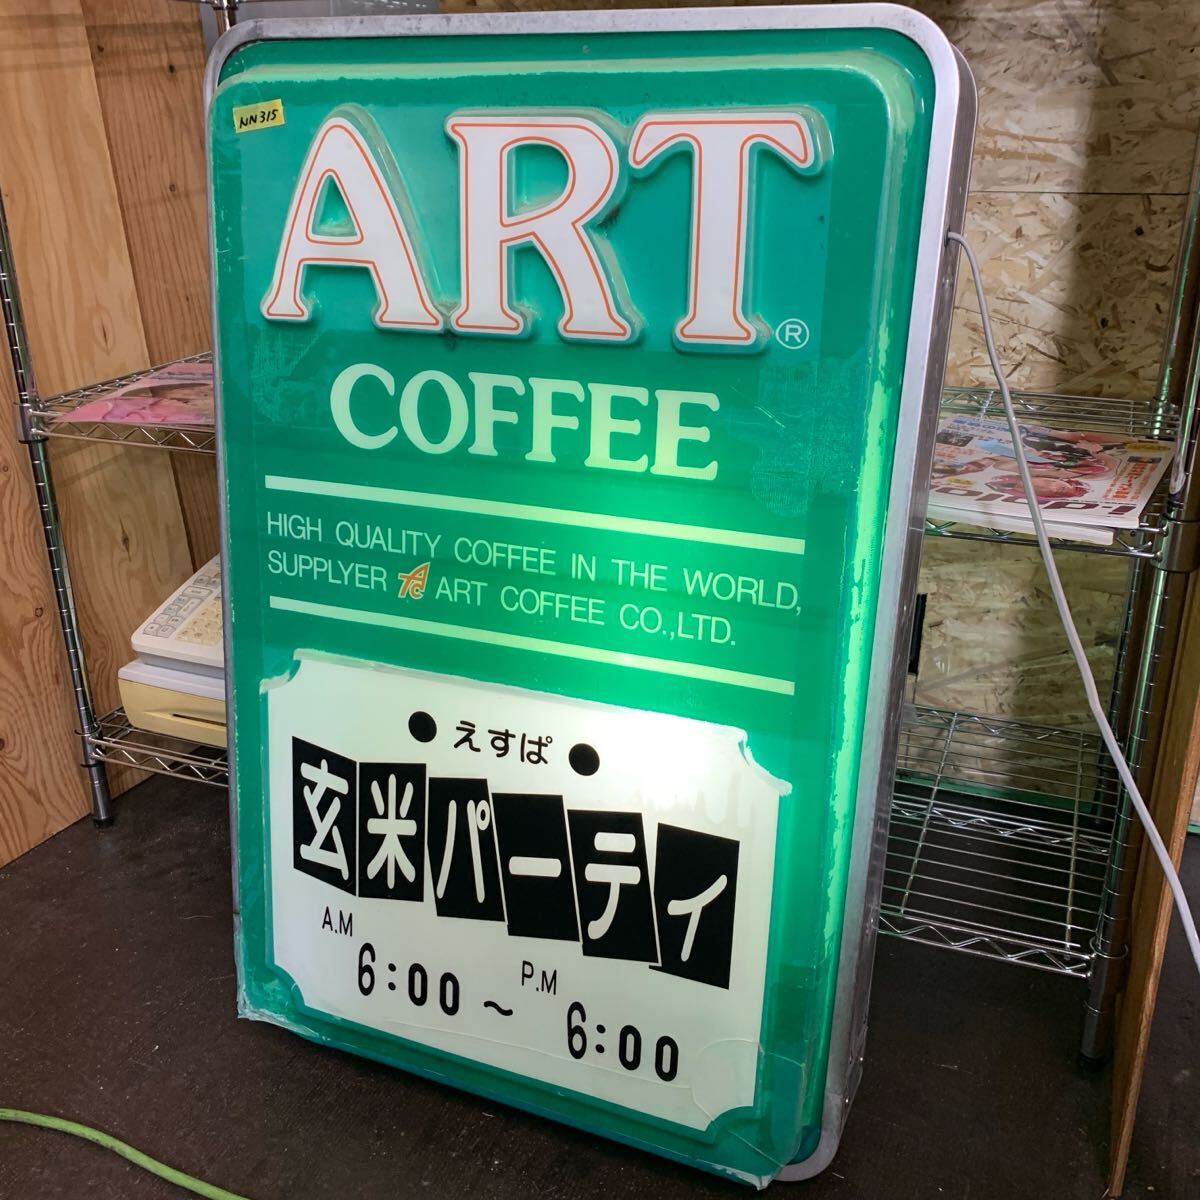 NN315
ART®
COFFEE
HIGH QUALITY COFFEE IN THE WORLD,
SUPPLYER AC ART COFFEE CO.,LTD.
●えすぱ●
玄米パーティ
A.M 6:00～P.M 6:00